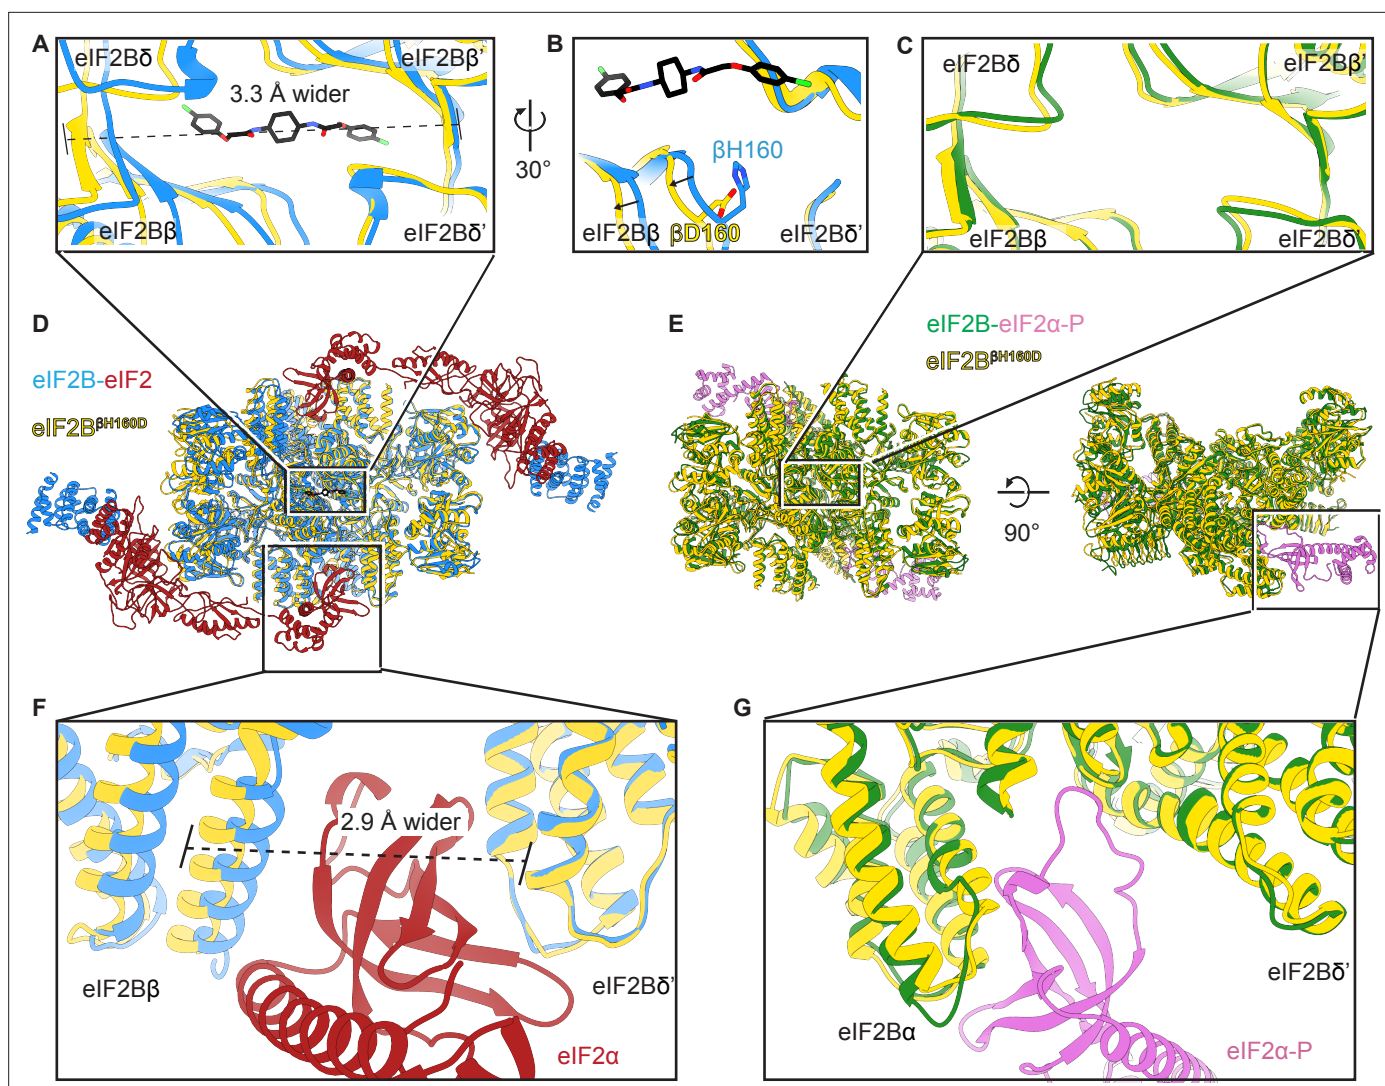 A
eIF2Bδ
eIF2Bβ’
3.3 Å wider
eIF2Bβ
eIF2Bδ’
30°
B
βH160
eIF2Bβ
βD160
eIF2Bδ’
C
eIF2Bδ
eIF2Bβ’
eIF2Bβ
eIF2Bδ’
D
eIF2B-eIF2
eIF2BβH160D
E
eIF2B-eIF2α-P
eIF2BβH160D
90°
F
2.9 Å wider
eIF2Bβ
eIF2Bδ’
eIF2α
G
eIF2Bδ’
eIF2Bα
eIF2α-P